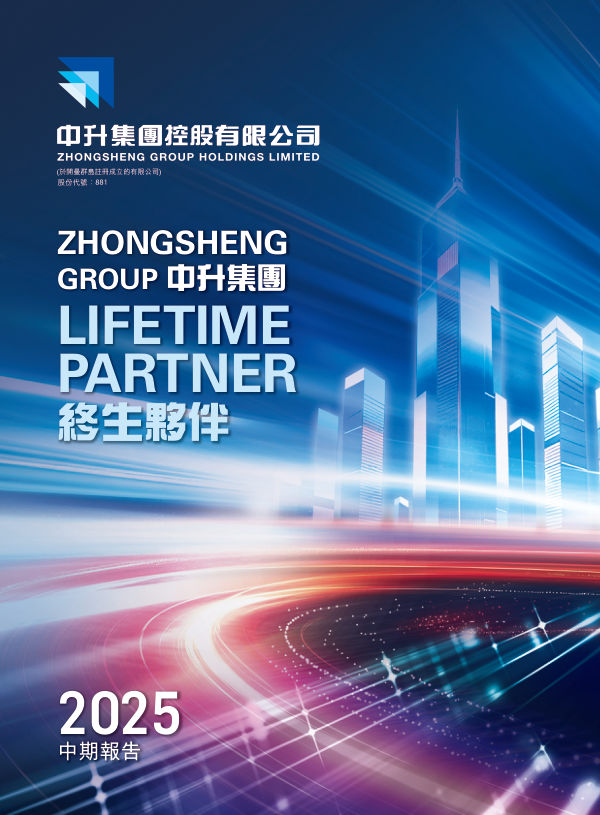 中升集團控股有限公司
ZHONGSHENG GROUP HOLDINGS LIMITED
(於開曼群島註冊成立的有限公司)
股份代號：881
ZHONGSHENG
GROUP 中升集團
LIFETIME
PARTNER
終生夥伴
2025
中期報告